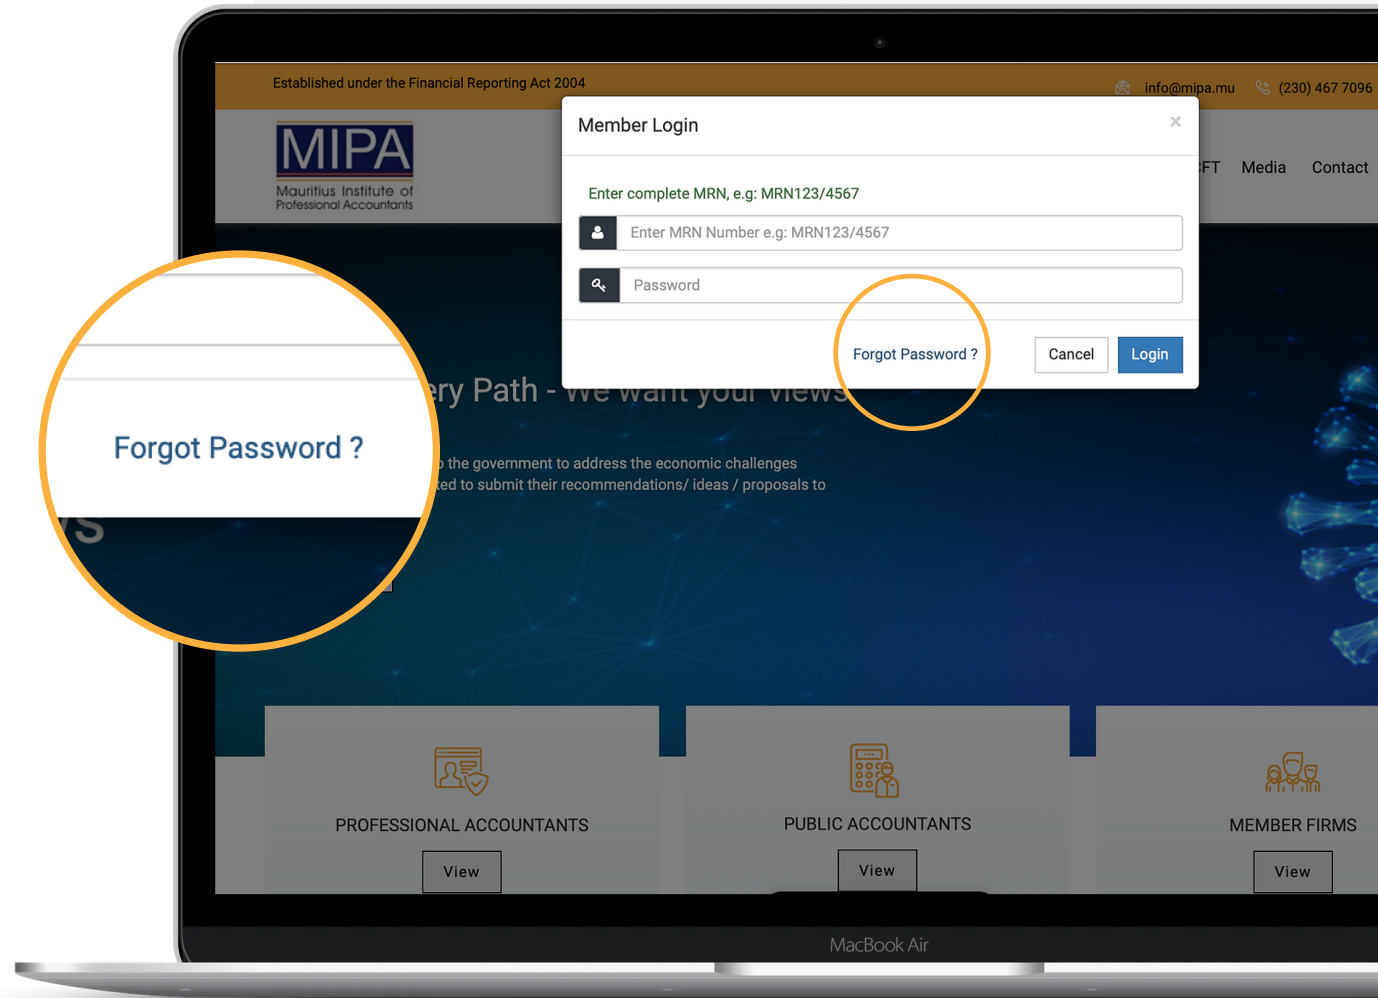 Established under the Financial Reporting Act 2004
info@mipa.mu
(230) 467 7096
MIPA
Mauritius Institute of
Professional Accountants
Media
Contact
Member Login
×
Enter complete MRN, e.g: MRN123/4567
Enter MRN Number e.g: MRN123/4567
Password
Forgot Password ?
Cancel
Login
Forgot Password ?
Path - We want your views
the government to address the economic challenges
to submit their recommendations/ ideas / proposals to
PROFESSIONAL ACCOUNTANTS
View
PUBLIC ACCOUNTANTS
View
MEMBER FIRMS
View
MacBook Air